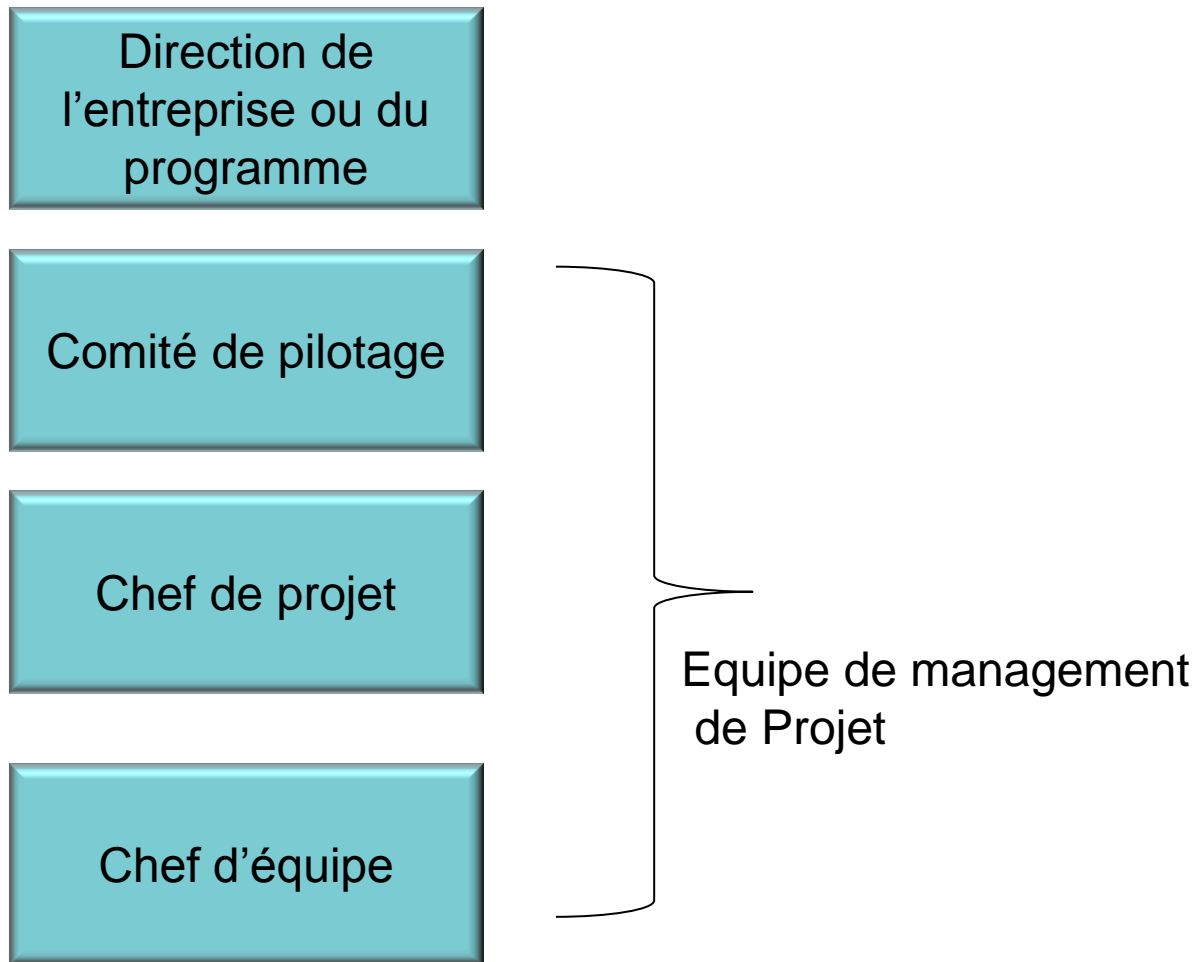 Direction de
l’entreprise ou du
programme
Comité de pilotage
Chef de projet
Equipe de management
de Projet
Chef d’équipe